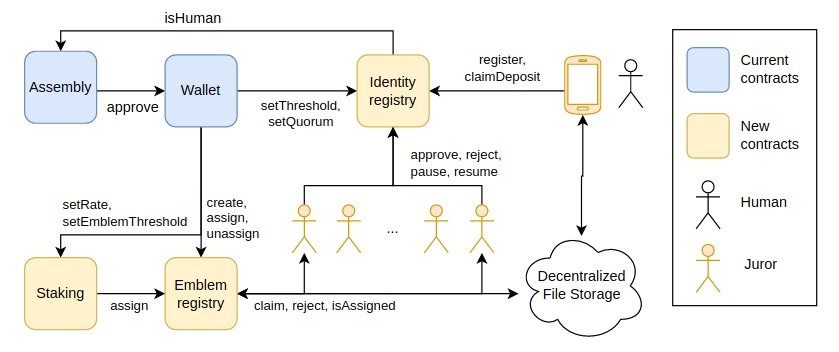 isHuman
Assembly
approve
Wallet
setThreshold,
setQuorum
Identity
registry
register,
claimDeposit
Current
contracts
New
contracts
Human
Juror
approve, reject,
pause, resume
setRate,
setEmblemThreshold
create,
assign,
unassign
...
Staking
assign
Emblem
registry
claim, reject, isAssigned
Decentralized
File Storage